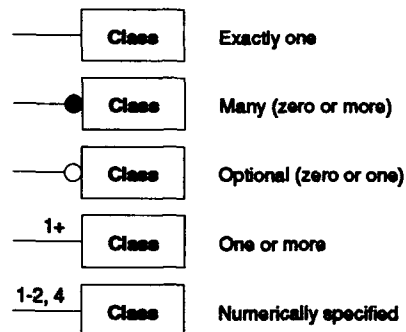 Class Exactly one
Class Many (zero or more)
Class Optional (zero or one)
1+ Class One or more
1-2, 4 Class Numerically specified